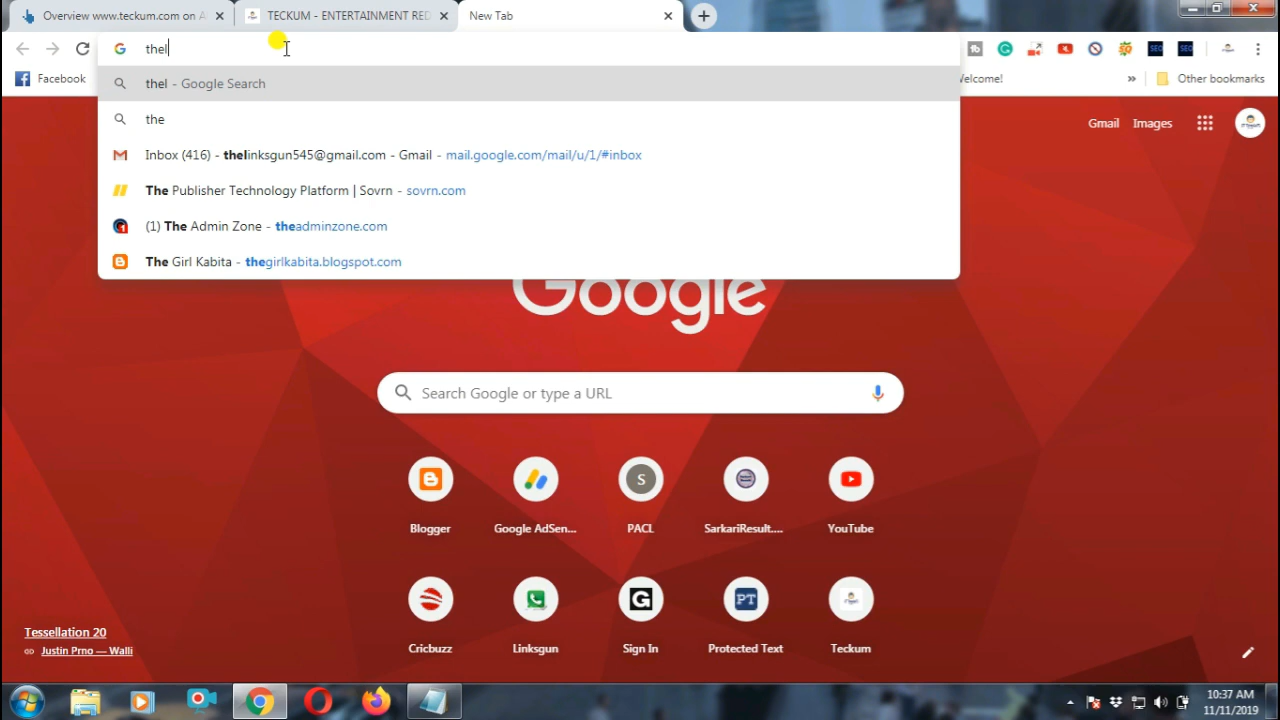 Overview www.teckum.com on A
TECKUM - ENTERTAINMENT RED
New Tab
thel
Facebook
Welcome!
»
Other bookmarks
thel - Google Search
the
Inbox (416) - thelinksgun545@gmail.com - Gmail - mail.google.com/mail/u/1/#inbox
The Publisher Technology Platform | Sovrn - sovrn.com
(1) The Admin Zone - theadminzone.com
The Girl Kabita - thegirlkabita.blogspot.com
Gmail
Images
Google
Search Google or type a URL
S
Blogger
Google AdSen...
PACL
SarkariResult....
YouTube
G
PT
Cricbuzz
Linksgun
Sign In
Protected Text
Teckum
Tessellation 20
Justin Prno — Walli
10:37 AM
11/11/2019
SEO
SEO